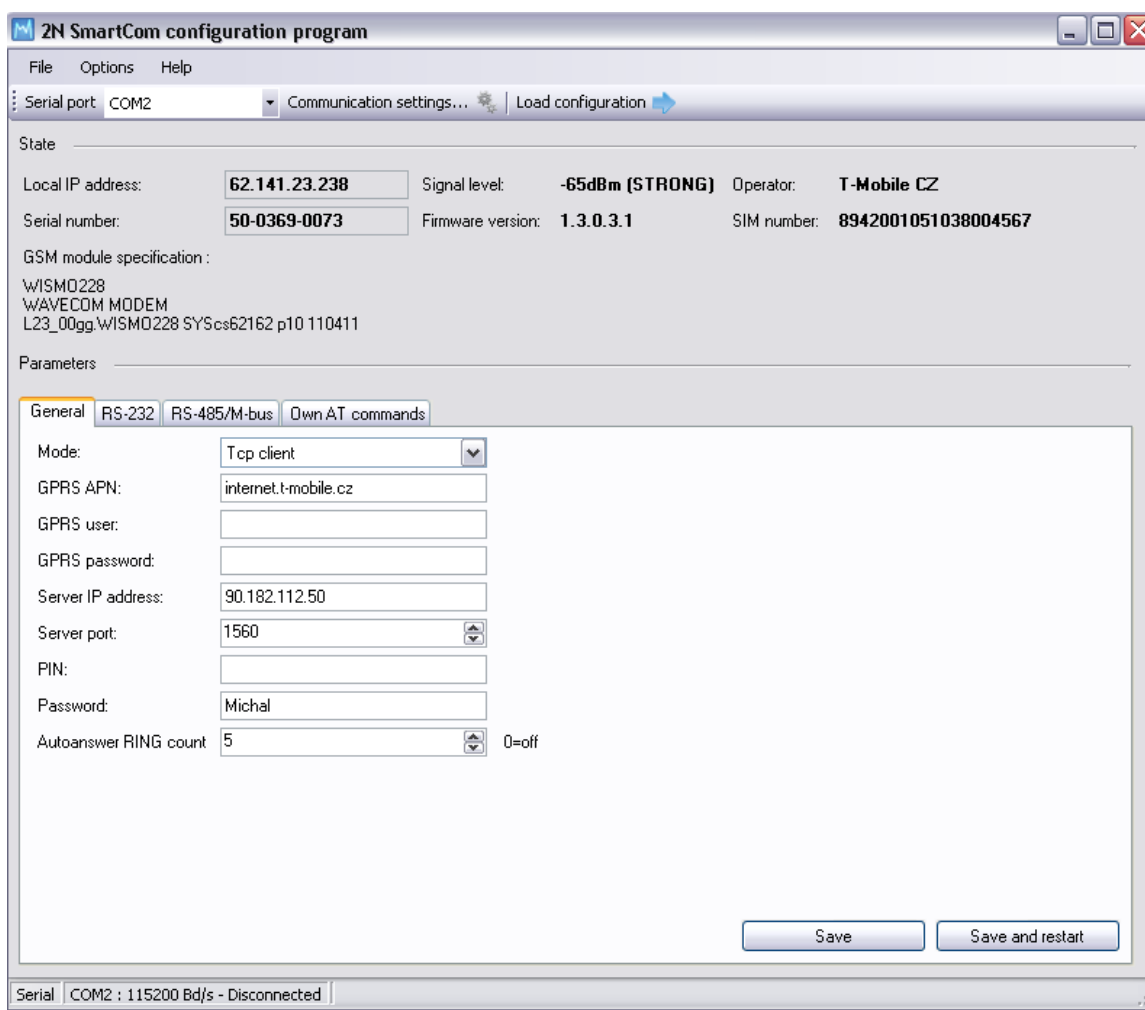 2N SmartCom configuration program
File Options Help
Serial port COM2 Communication settings... Load configuration
State
Local IP address: 62.141.23.238 Signal level: -65dBm (STRONG) Operator: T-Mobile CZ
Serial number: 50-0369-0073 Firmware version: 1.3.0.3.1 SIM number: 8942001051038004567
GSM module specification :
WISMO228
WAVECOM MODEM
L23_00gg.WISMO228 SYScs62162 p10 110411
Parameters
General RS-232 RS-485/M-bus Own AT commands
Mode: Tcp client
GPRS APN: internet.t-mobile.cz
GPRS user:
GPRS password:
Server IP address: 90.182.112.50
Server port: 1560
PIN:
Password: Michal
Autoanswer RING count 5 0=off
Save Save and restart
Serial COM2 : 115200 Bd/s - Disconnected